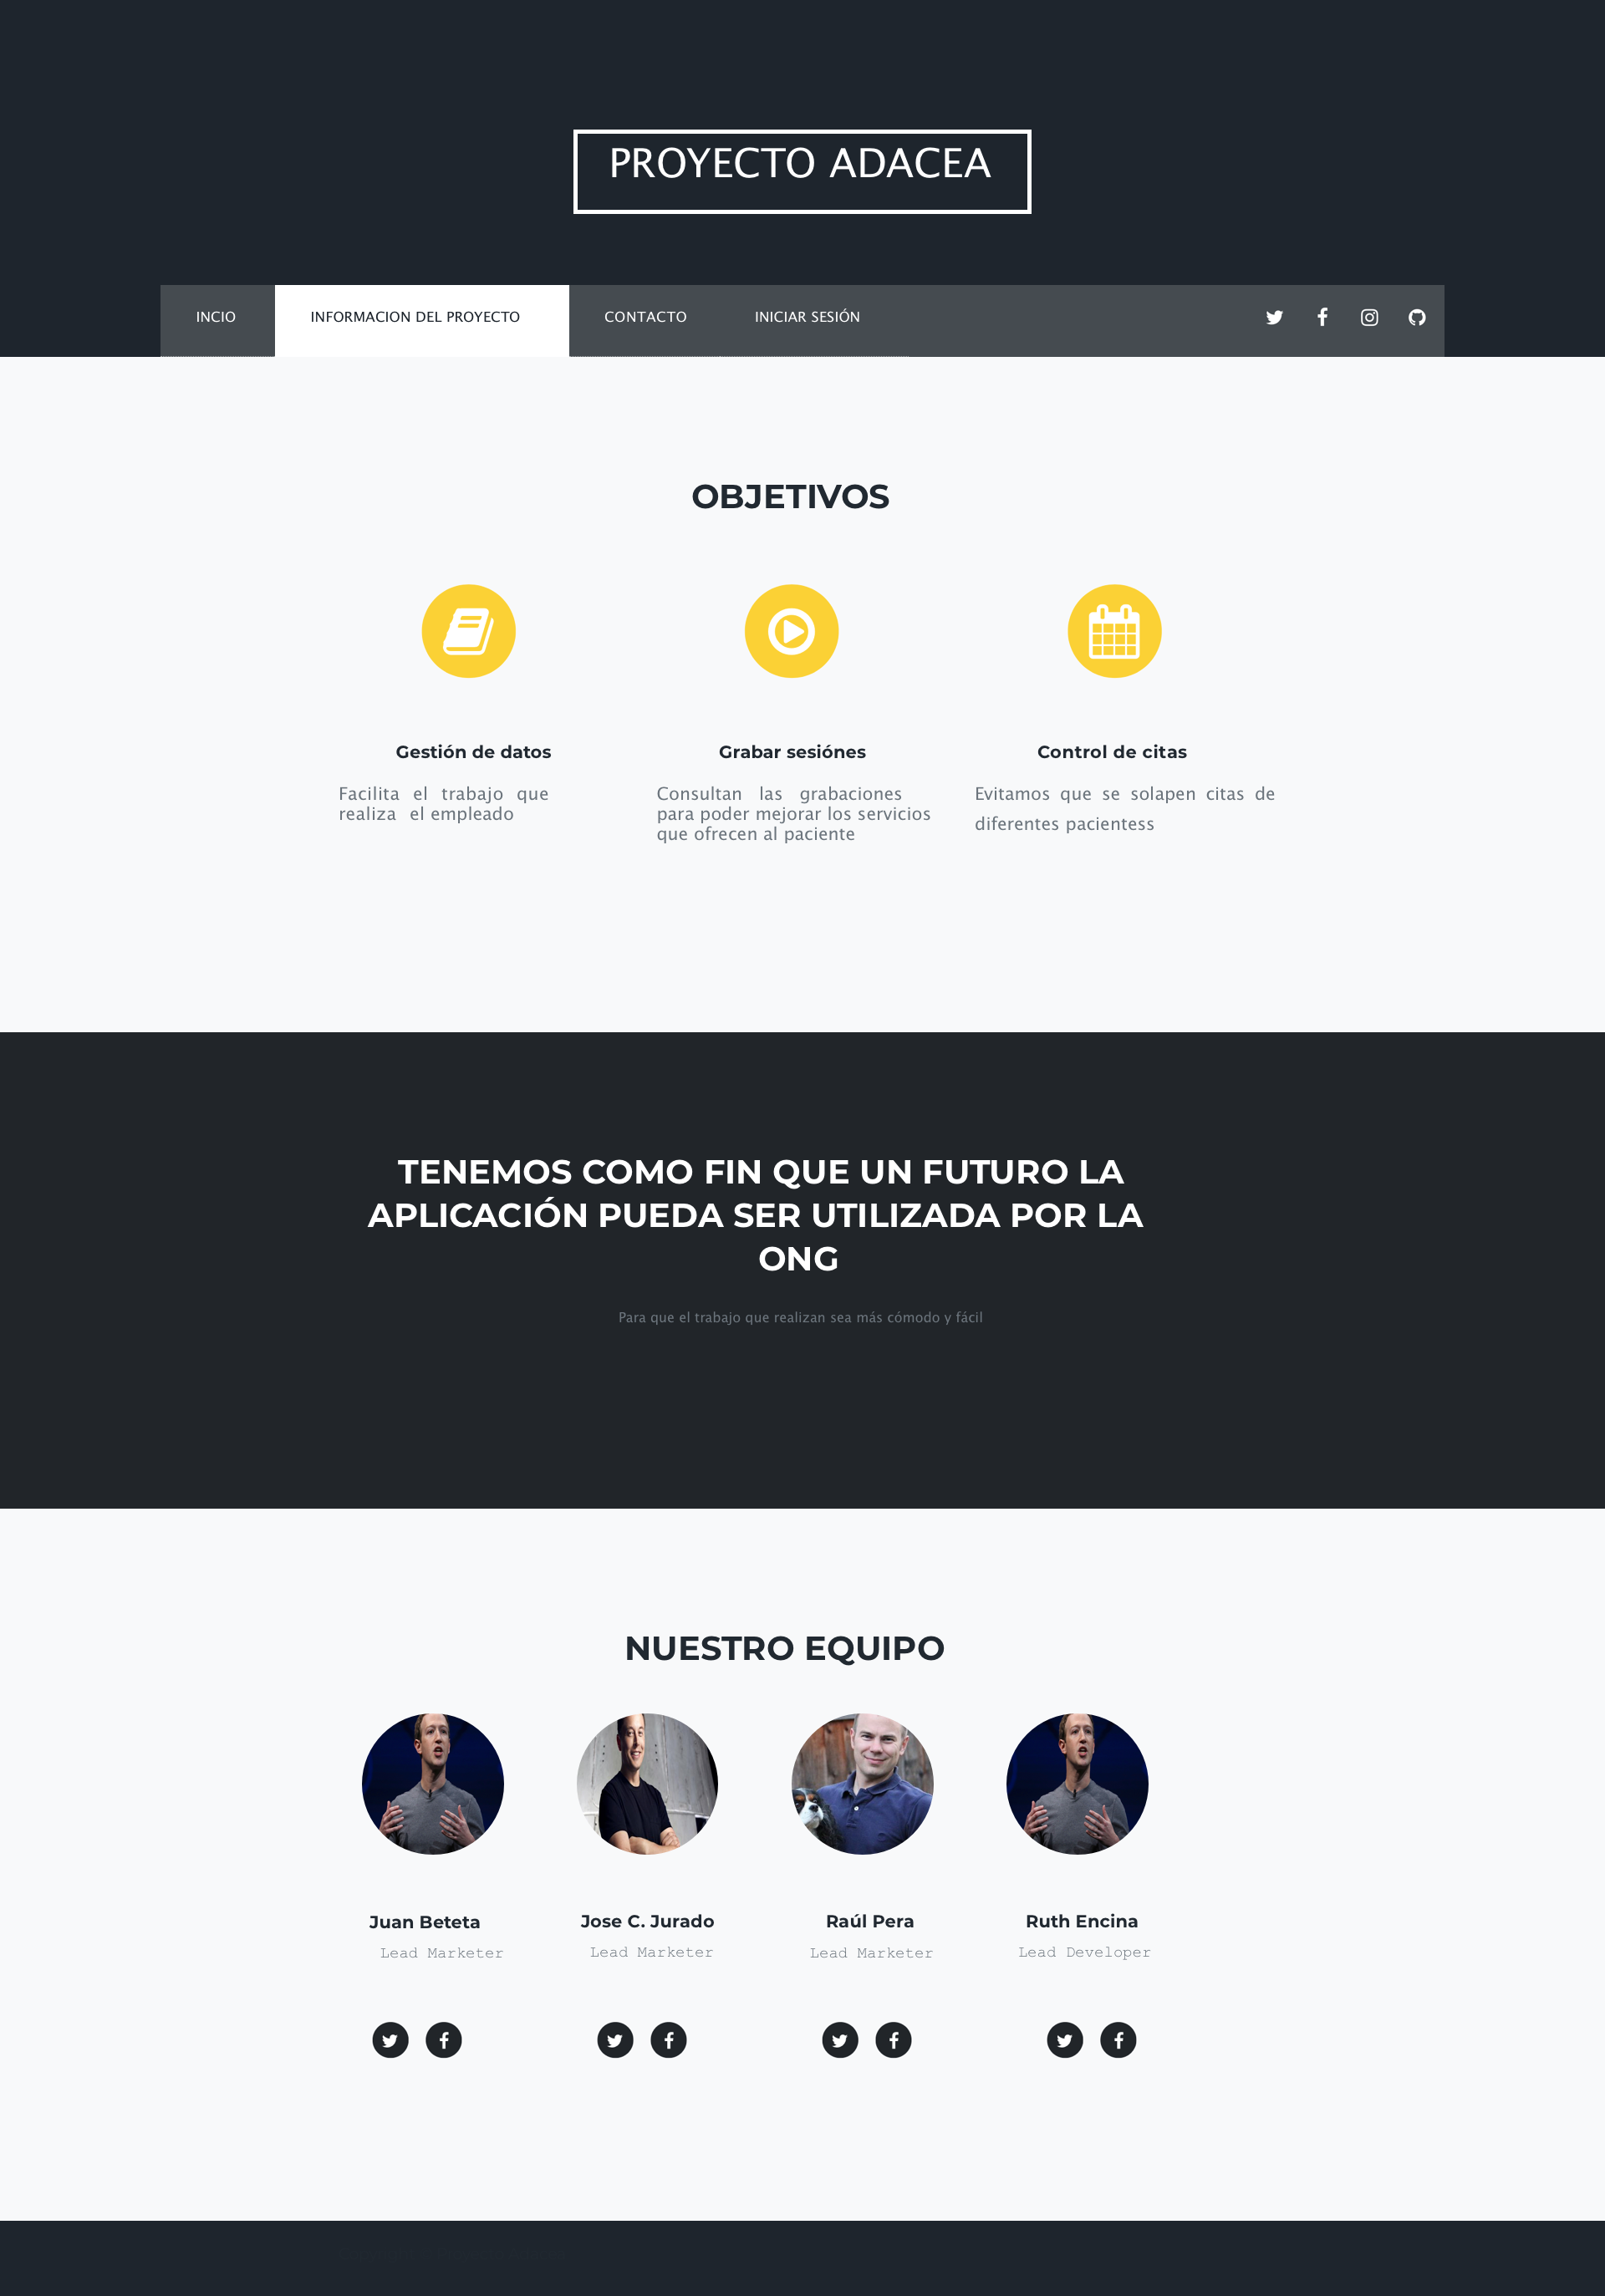 PROYECTO ADACEA
INCIO
INFORMACION DEL PROYECTO
CONTACTO
INICIAR SESIÓN
OBJETIVOS
Gestión de datos
Facilita el trabajo que
realiza el empleado
Grabar sesiónes
Consultan las grabaciones
para poder mejorar los servicios
que ofrecen al paciente
Control de citas
Evitamos que se solapen citas de
diferentes pacientess
TENEMOS COMO FIN QUE UN FUTURO LA
APLICACIÓN PUEDA SER UTILIZADA POR LA
ONG
Para que el trabajo que realizan sea más cómodo y fácil
NUESTRO EQUIPO
Juan Beteta
Lead Marketer
Jose C. Jurado
Lead Marketer
Raúl Pera
Lead Marketer
Ruth Encina
Lead Developer